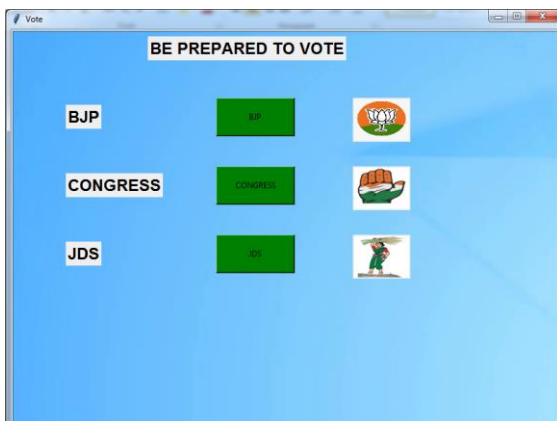 Vote
BE PREPARED TO VOTE
BJP BJP
CONGRESS CONGRESS
JDS JDS